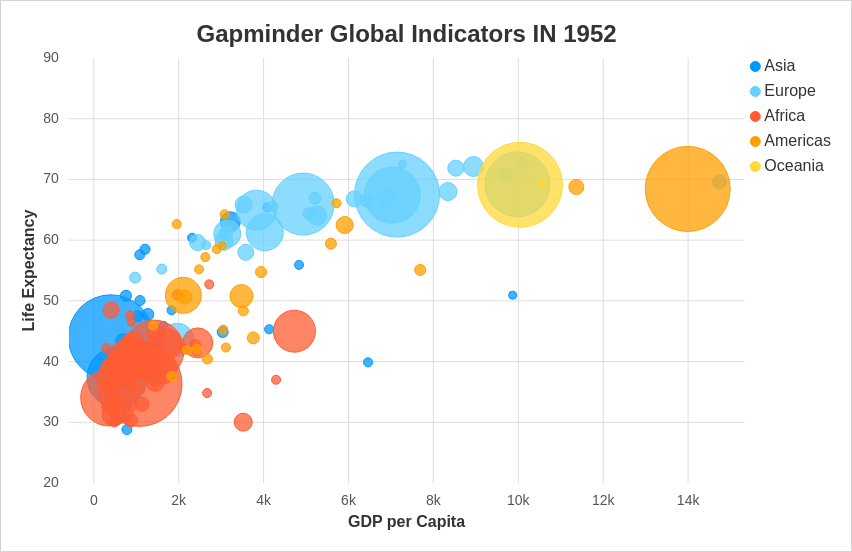 Gapminder Global Indicators IN 1952
90
80
70
60
50
40
30
20
Life Expectancy
0 2k 4k 6k 8k 10k 12k 14k
GDP per Capita
Asia
Europe
Africa
Americas
Oceania